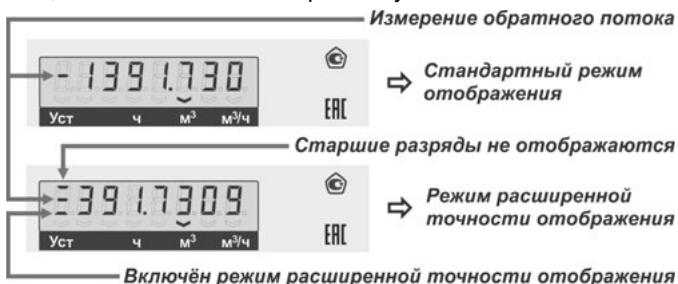 Измерение обратного потока
- 1391.730
Стандартный режим
отображения
Уст ч м³ м³/ч
ЕАС
Старшие разряды не отображаются
391.7309
Режим расширенной
точности отображения
Уст ч м³ м³/ч
ЕАС
Включён режим расширенной точности отображения